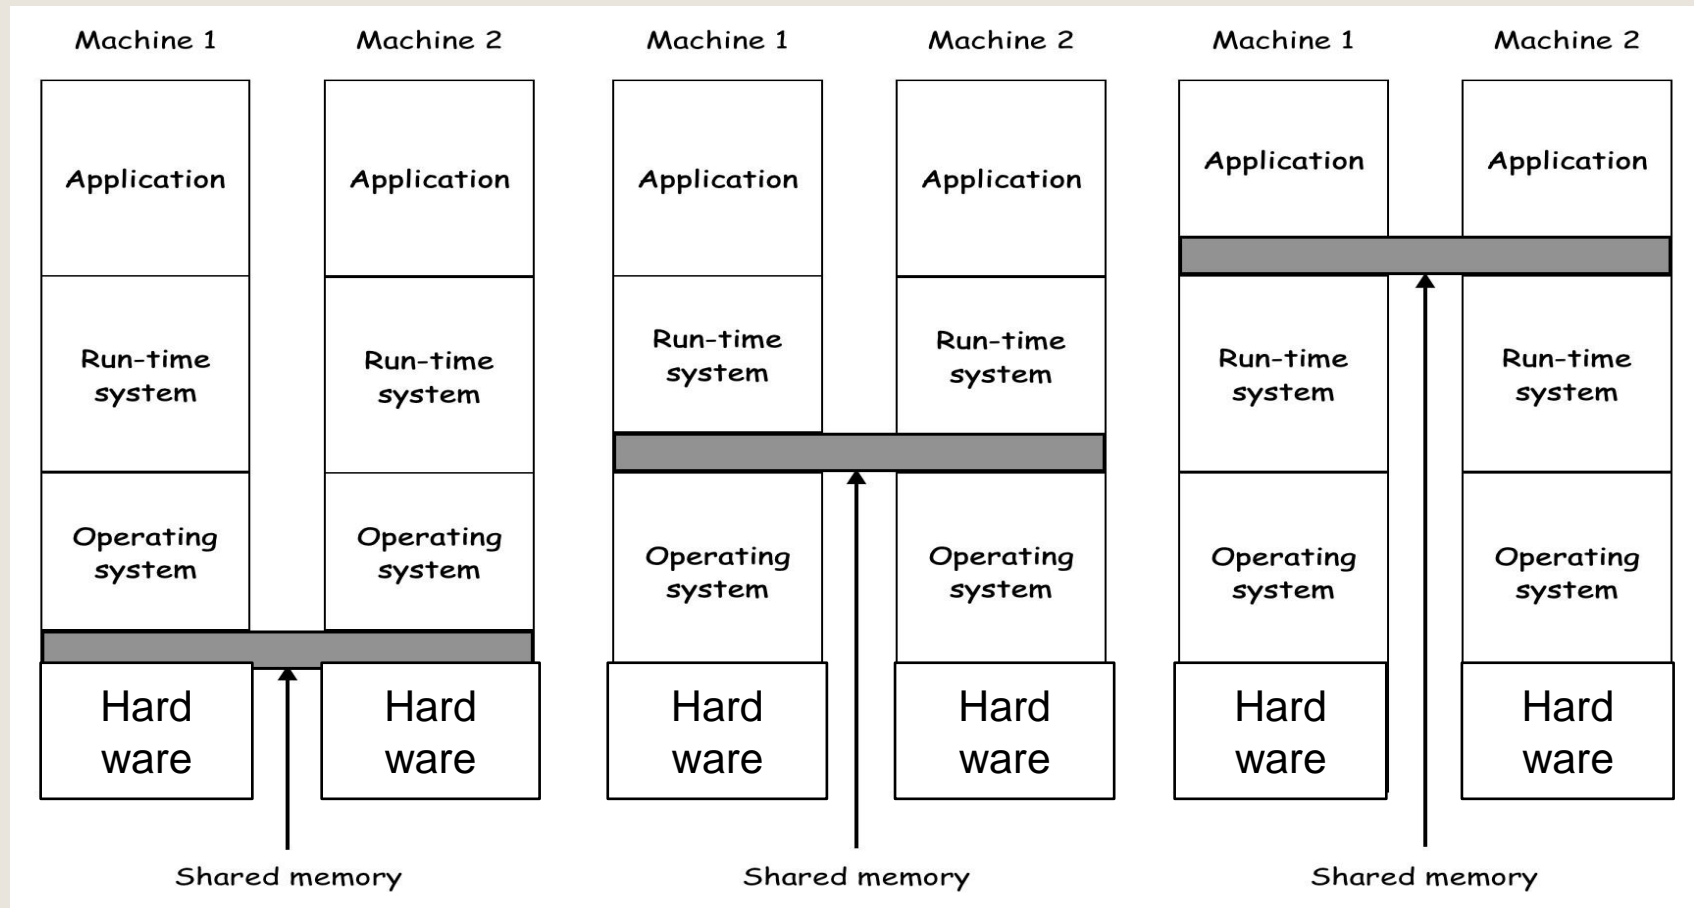 Machine 1
Machine 2
Application
Application
Run-time
system
Run-time
system
Operating
system
Operating
system
Hard
ware
Hard
ware
Shared memory
Machine 1
Machine 2
Application
Application
Run-time
system
Run-time
system
Operating
system
Operating
system
Hard
ware
Hard
ware
Shared memory
Machine 1
Machine 2
Application
Application
Run-time
system
Run-time
system
Operating
system
Operating
system
Hard
ware
Hard
ware
Shared memory